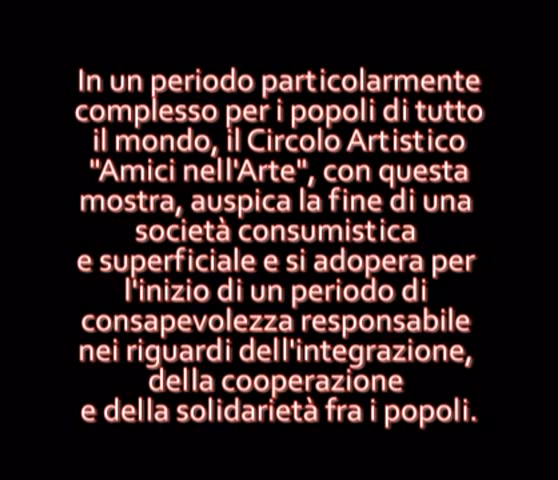 In un periodo particolarmente
complesso per i popoli di tutto
il mondo, il Circolo Artistico
"Amici nell'Arte", con questa
mostra, auspica la fine di una
società consumistica
e superficiale e si adopera per
l'inizio di un periodo di
consapevolezza responsabile
nei riguardi dell'integrazione,
della cooperazione
e della solidarietà fra i popoli.